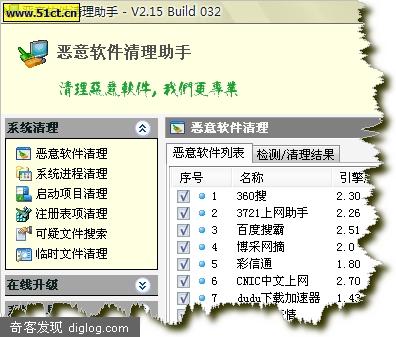 www.51ct.cn
清理助手 - V2.15 Build 032
恶意软件清理助手
清理惡意軟件, 我們更專業
系统清理
恶意软件清理
系统进程清理
启动项目清理
注册表项清理
可疑文件搜索
临时文件清理
在线升级
恶意软件清理
恶意软件列表 检测/清理结果
序号 名称 引擎
1 360搜 2.30
2 3721上网助手 2.26
3 百度搜霸 2.51
4 博采网摘 2.0
5 彩信通 1.80
6 CNIC中文上网 2.70
7 dudu下载加速器 1.43
奇客发现 diglog.com